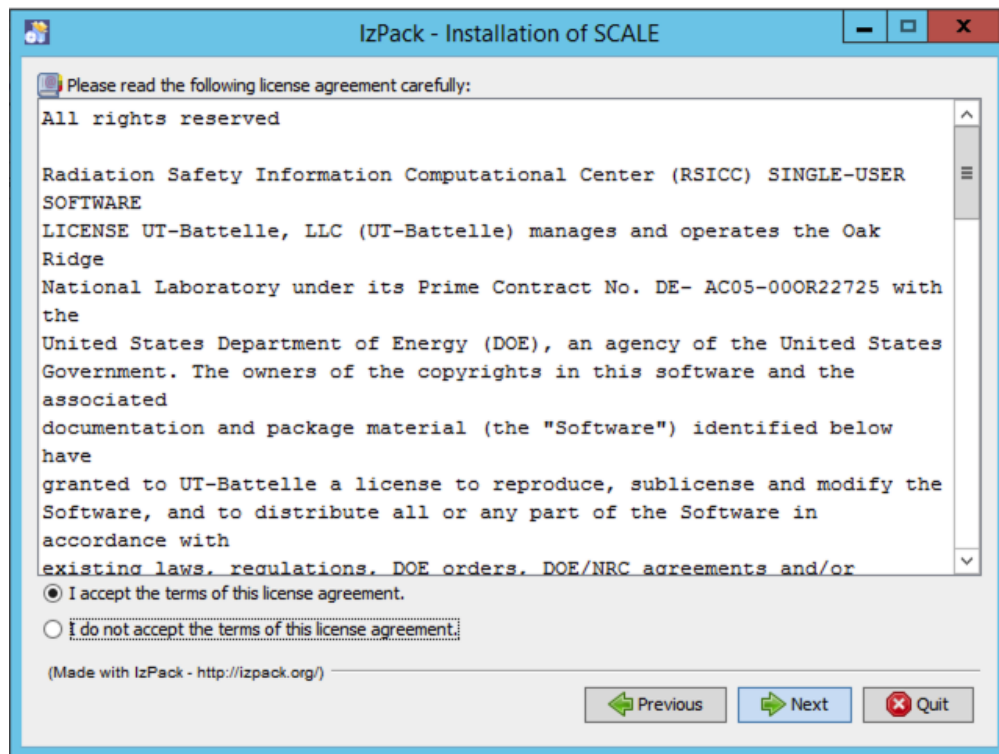 IzPack - Installation of SCALE
Please read the following license agreement carefully:
All rights reserved
Radiation Safety Information Computational Center (RSICC) SINGLE-USER
SOFTWARE
LICENSE UT-Battelle, LLC (UT-Battelle) manages and operates the Oak
Ridge
National Laboratory under its Prime Contract No. DE- AC05-00OR22725 with
the
United States Department of Energy (DOE), an agency of the United States
Government. The owners of the copyrights in this software and the
associated
documentation and package material (the "Software") identified below
have
granted to UT-Battelle a license to reproduce, sublicense and modify the
Software, and to distribute all or any part of the Software in
accordance with
existing laws, regulations, DOE orders, DOE/NRC agreements and/or
I accept the terms of this license agreement.
I do not accept the terms of this license agreement.
(Made with IzPack - http://izpack.org/)
Previous
Next
Quit